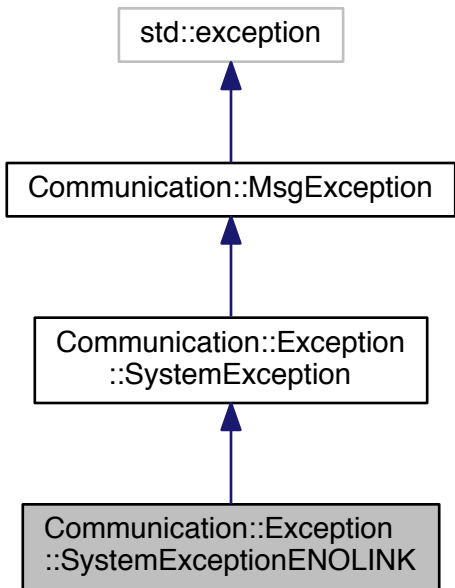 std::exception
Communication::MsgException
Communication::Exception
::SystemException
Communication::Exception
::SystemExceptionENOLINK